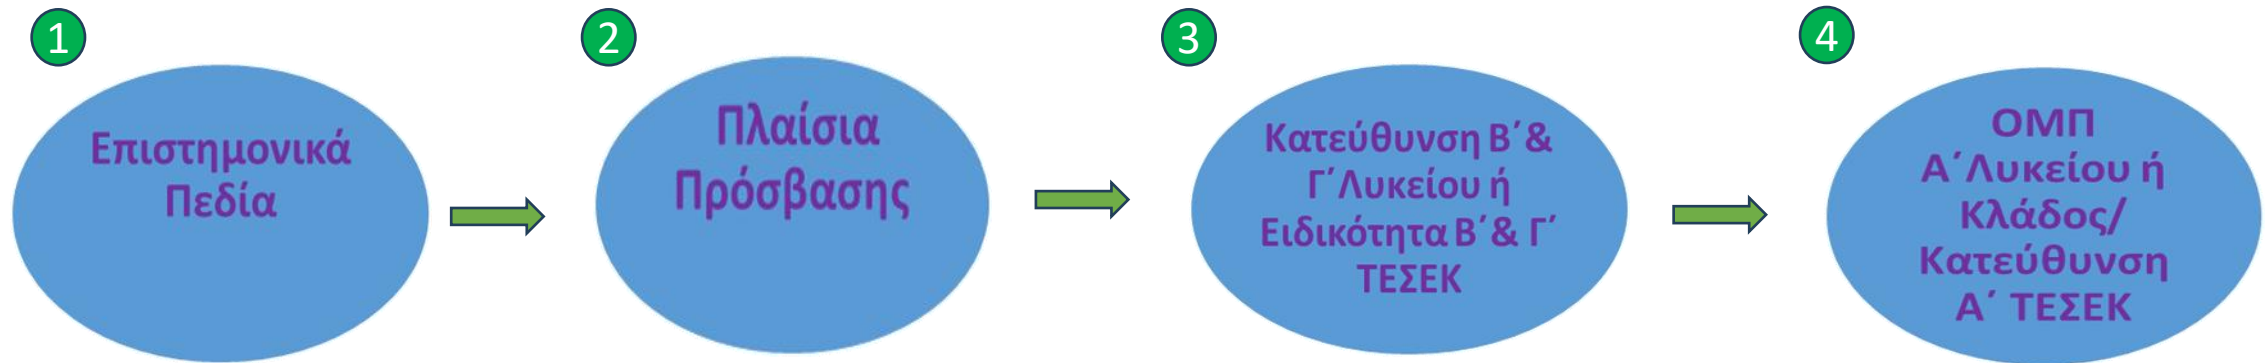 1
Επιστημονικά
Πεδία
2
Πλαίσια
Πρόσβασης
3
Κατεύθυνση Β΄&
Γ΄Λυκείου ή
Ειδικότητα Β΄& Γ΄
ΤΕΣΕΚ
4
ΟΜΠ
Α΄Λυκείου ή
Κλάδος/
Κατεύθυνση
Α΄ ΤΕΣΕΚ